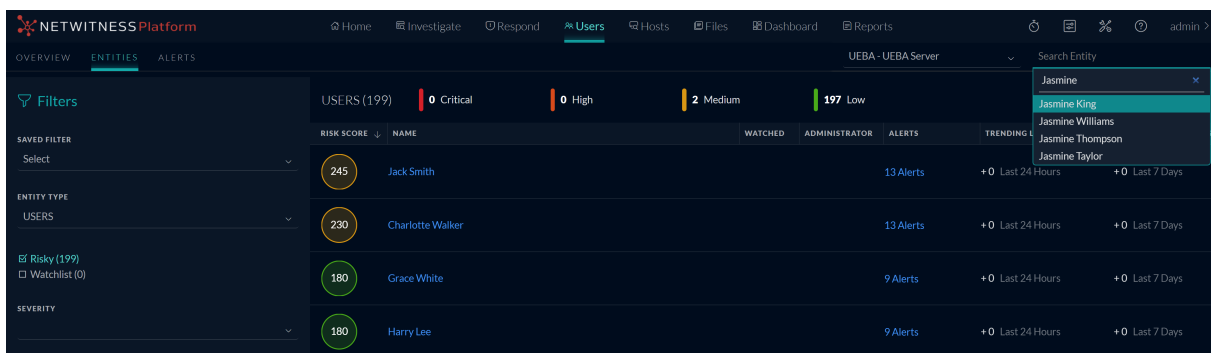 NETWITNESS Platform Home Investigate Respond Users Hosts Files Dashboard Reports admin >
OVERVIEW ENTITIES ALERTS UEBA - UEBA Server Search Entity
Jasmine
Jasmine King
Jasmine Williams
Jasmine Thompson
Jasmine Taylor
Filters
SAVED FILTER
Select
ENTITY TYPE
USERS
Risky (199)
Watchlist (0)
SEVERITY
USERS (199) 0 Critical 0 High 2 Medium 197 Low
RISK SCORE NAME WATCHED ADMINISTRATOR ALERTS TRENDING
245 Jack Smith 13 Alerts +0 Last 24 Hours +0 Last 7 Days
230 Charlotte Walker 13 Alerts +0 Last 24 Hours +0 Last 7 Days
180 Grace White 9 Alerts +0 Last 24 Hours +0 Last 7 Days
180 Harry Lee 9 Alerts +0 Last 24 Hours +0 Last 7 Days